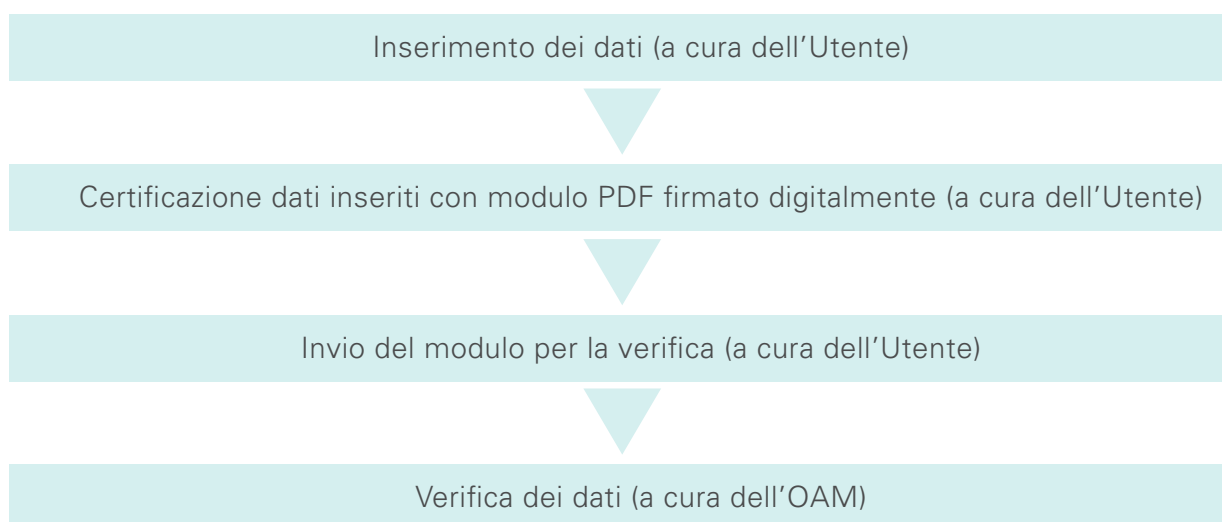 Inserimento dei dati (a cura dell’Utente)
Certificazione dati inseriti con modulo PDF firmato digitalmente (a cura dell’Utente)
Invio del modulo per la verifica (a cura dell’Utente)
Verifica dei dati (a cura dell’OAM)